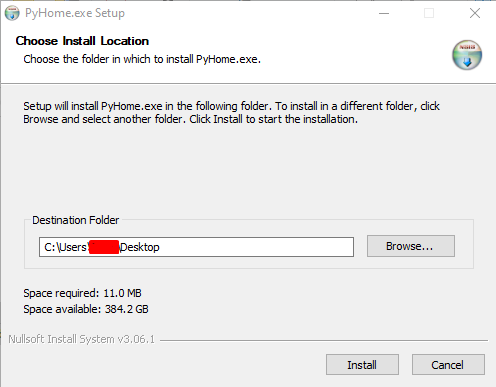 PyHome.exe Setup
Choose Install Location
Choose the folder in which to install PyHome.exe.
Setup will install PyHome.exe in the following folder. To install in a different folder, click
Browse and select another folder. Click Install to start the installation.
Destination Folder
C:\Users\ \Desktop
Browse...
Space required: 11.0 MB
Space available: 384.2 GB
Nullsoft Install System v3.06.1
Install
Cancel